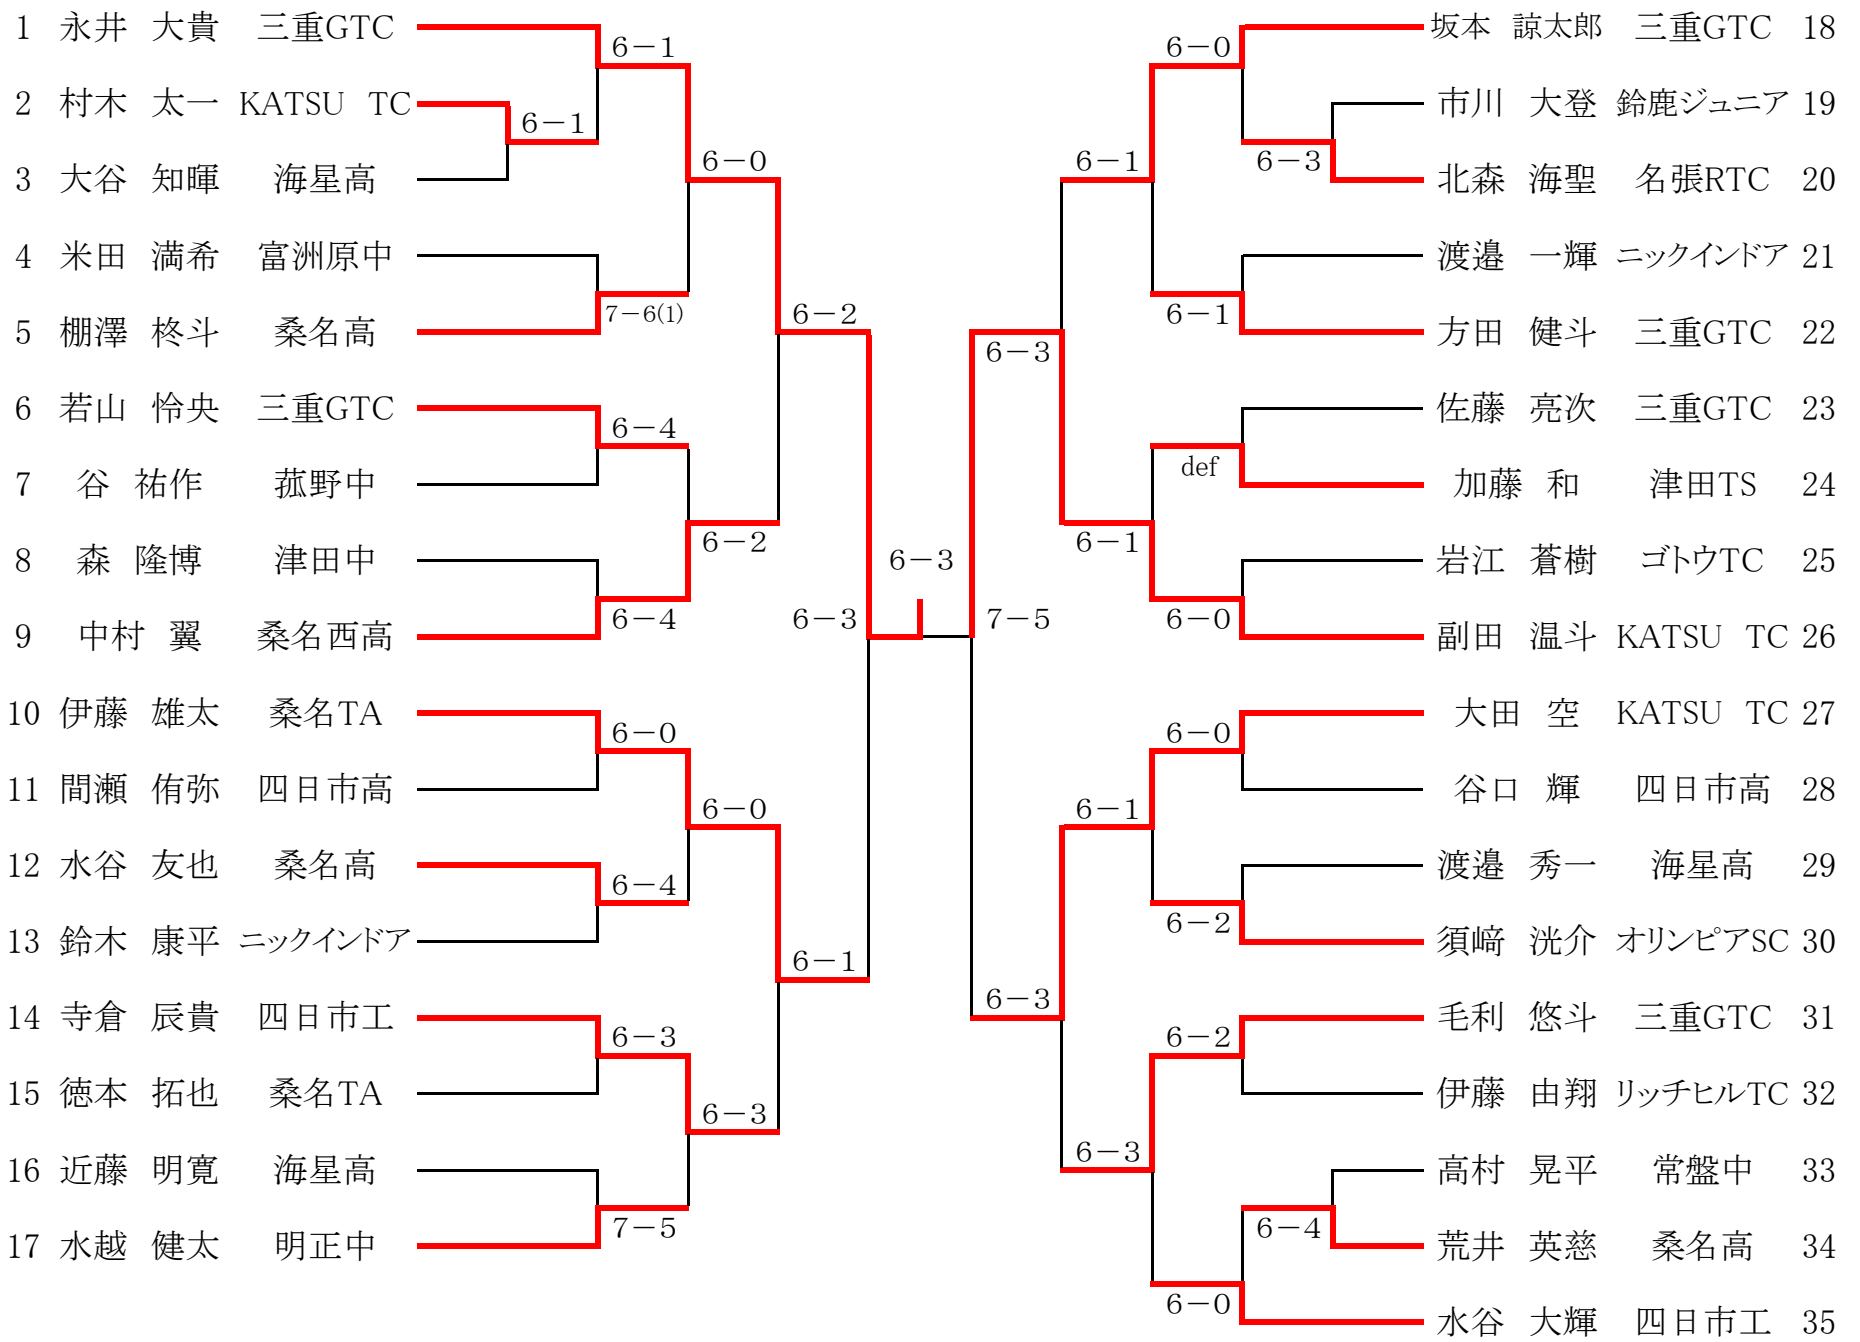 1 永井 大貴 三重GTC
2 村木 太一 KATSU TC
3 大谷 知暉 海星高
4 米田 満希 富洲原中
5 棚澤 柊斗 桑名高
6 若山 怜央 三重GTC
7 谷 祐作 菰野中
8 森 隆博 津田中
9 中村 翼 桑名西高
10 伊藤 雄太 桑名TA
11 間瀬 侑弥 四日市高
12 水谷 友也 桑名高
13 鈴木 康平 ニックインドア
14 寺倉 辰貴 四日市工
15 徳本 拓也 桑名TA
16 近藤 明寛 海星高
17 水越 健太 明正中
6-1
6-1
6-0
7-6(1)
6-2
6-4
6-2
6-4
6-3
6-0
6-0
6-4
6-1
6-3
6-3
7-5
6-3
6-0
6-1
6-3
6-1
6-3
def
6-1
6-0
7-5
6-0
6-1
6-2
6-3
6-2
6-3
6-4
6-0
坂本 諒太郎 三重GTC 18
市川 大登 鈴鹿ジュニア 19
北森 海聖 名張RTC 20
渡邉 一輝 ニックインドア 21
方田 健斗 三重GTC 22
佐藤 亮次 三重GTC 23
加藤 和 津田TS 24
岩江 蒼樹 ゴトウTC 25
副田 温斗 KATSU TC 26
大田 空 KATSU TC 27
谷口 輝 四日市高 28
渡邉 秀一 海星高 29
須﨑 洸介 オリンピアSC 30
毛利 悠斗 三重GTC 31
伊藤 由翔 リッチヒルTC 32
高村 晃平 常盤中 33
荒井 英慈 桑名高 34
水谷 大輝 四日市工 35